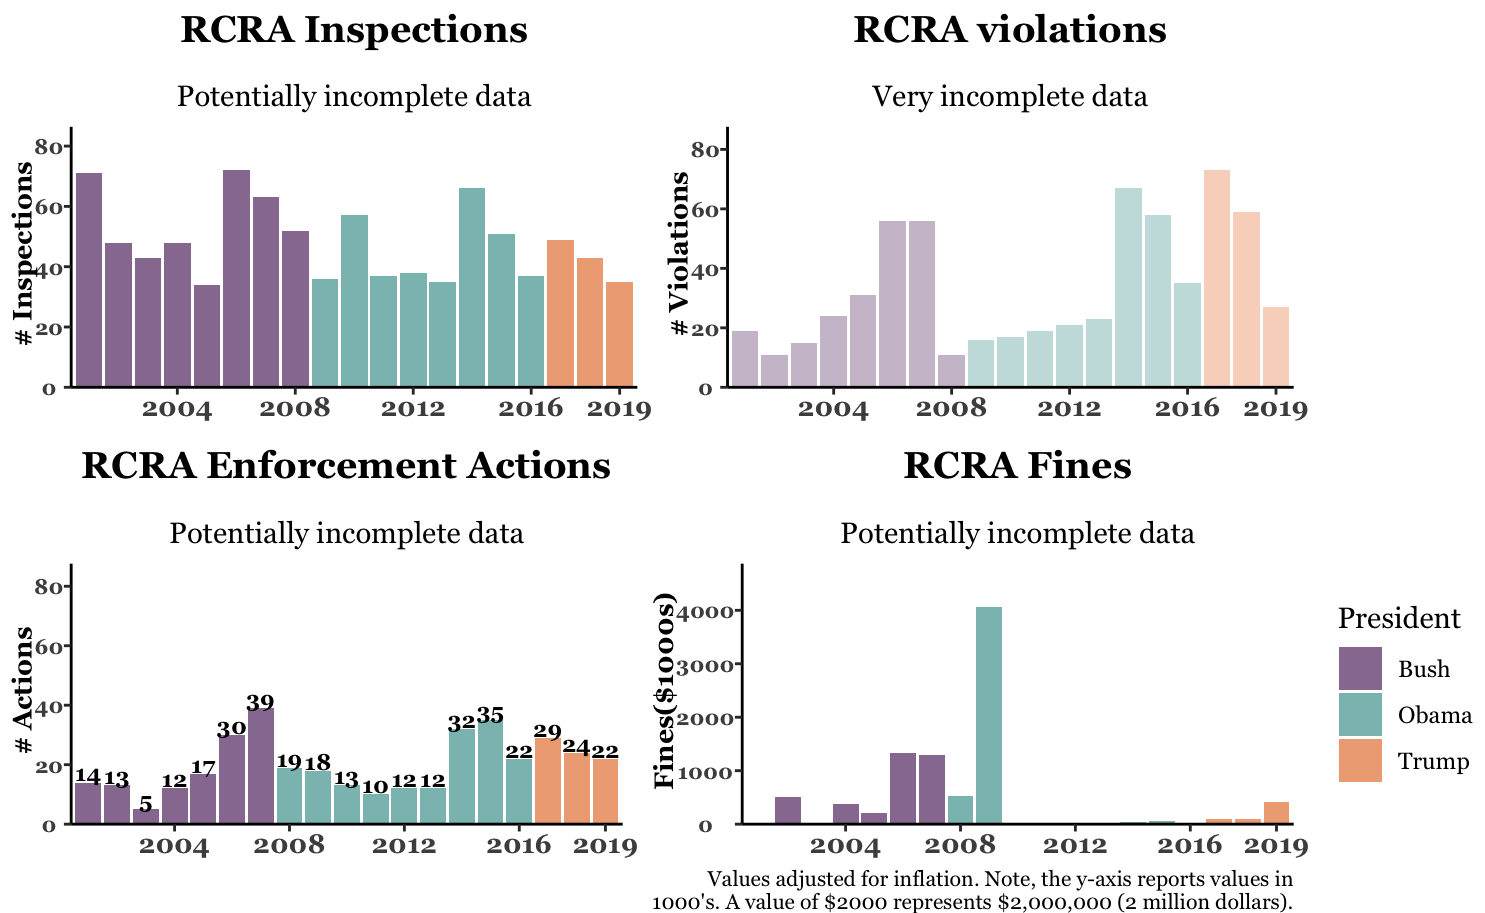 RCRA Inspections
Potentially incomplete data
# Inspections
80
60
40
20
0
2004 2008 2012 2016 2019
RCRA violations
Very incomplete data
# Violations
80
60
40
20
0
2004 2008 2012 2016 2019
RCRA Enforcement Actions
Potentially incomplete data
# Actions
80
60
40
20
0
14 13 5 12 17 30 39 19 18 13 10 12 12 32 35 22 29 24 22
2004 2008 2012 2016 2019
RCRA Fines
Potentially incomplete data
Fines($1000s)
4000
3000
2000
1000
0
2004 2008 2012 2016 2019
President
Bush
Obama
Trump
Values adjusted for inflation. Note, the y-axis reports values in
1000's. A value of $2000 represents $2,000,000 (2 million dollars).